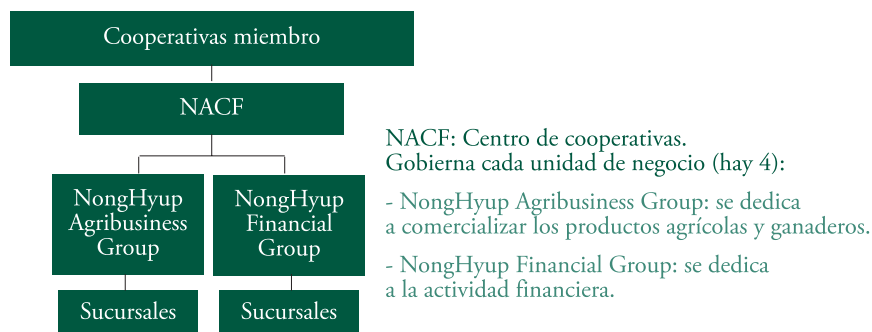 Cooperativas miembro
NACF
NongHyup
Agribusiness
Group
NongHyup
Financial
Group
Sucursales
Sucursales
NACF: Centro de cooperativas.
Gobierna cada unidad de negocio (hay 4):
- NongHyup Agribusiness Group: se dedica
a comercializar los productos agrícolas y ganaderos.
- NongHyup Financial Group: se dedica
a la actividad financiera.